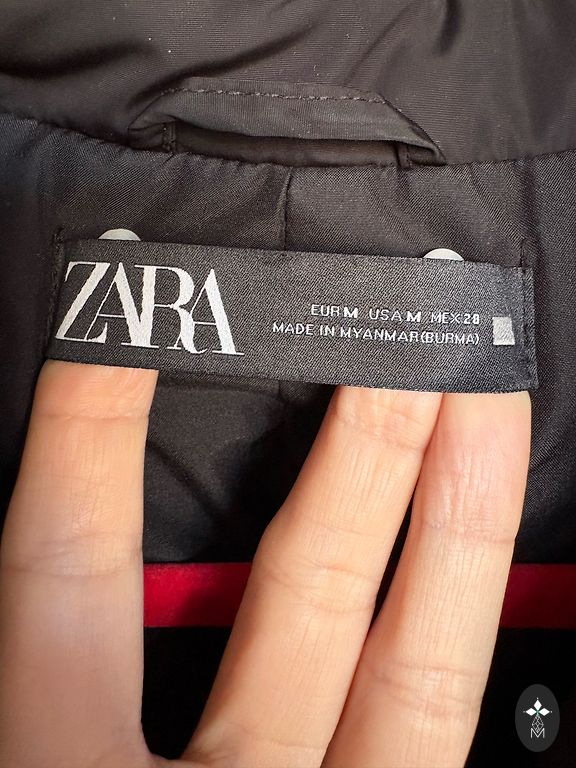 ZARA
EUR M USA M MEX 28
MADE IN MYANMAR(BURMA)
M